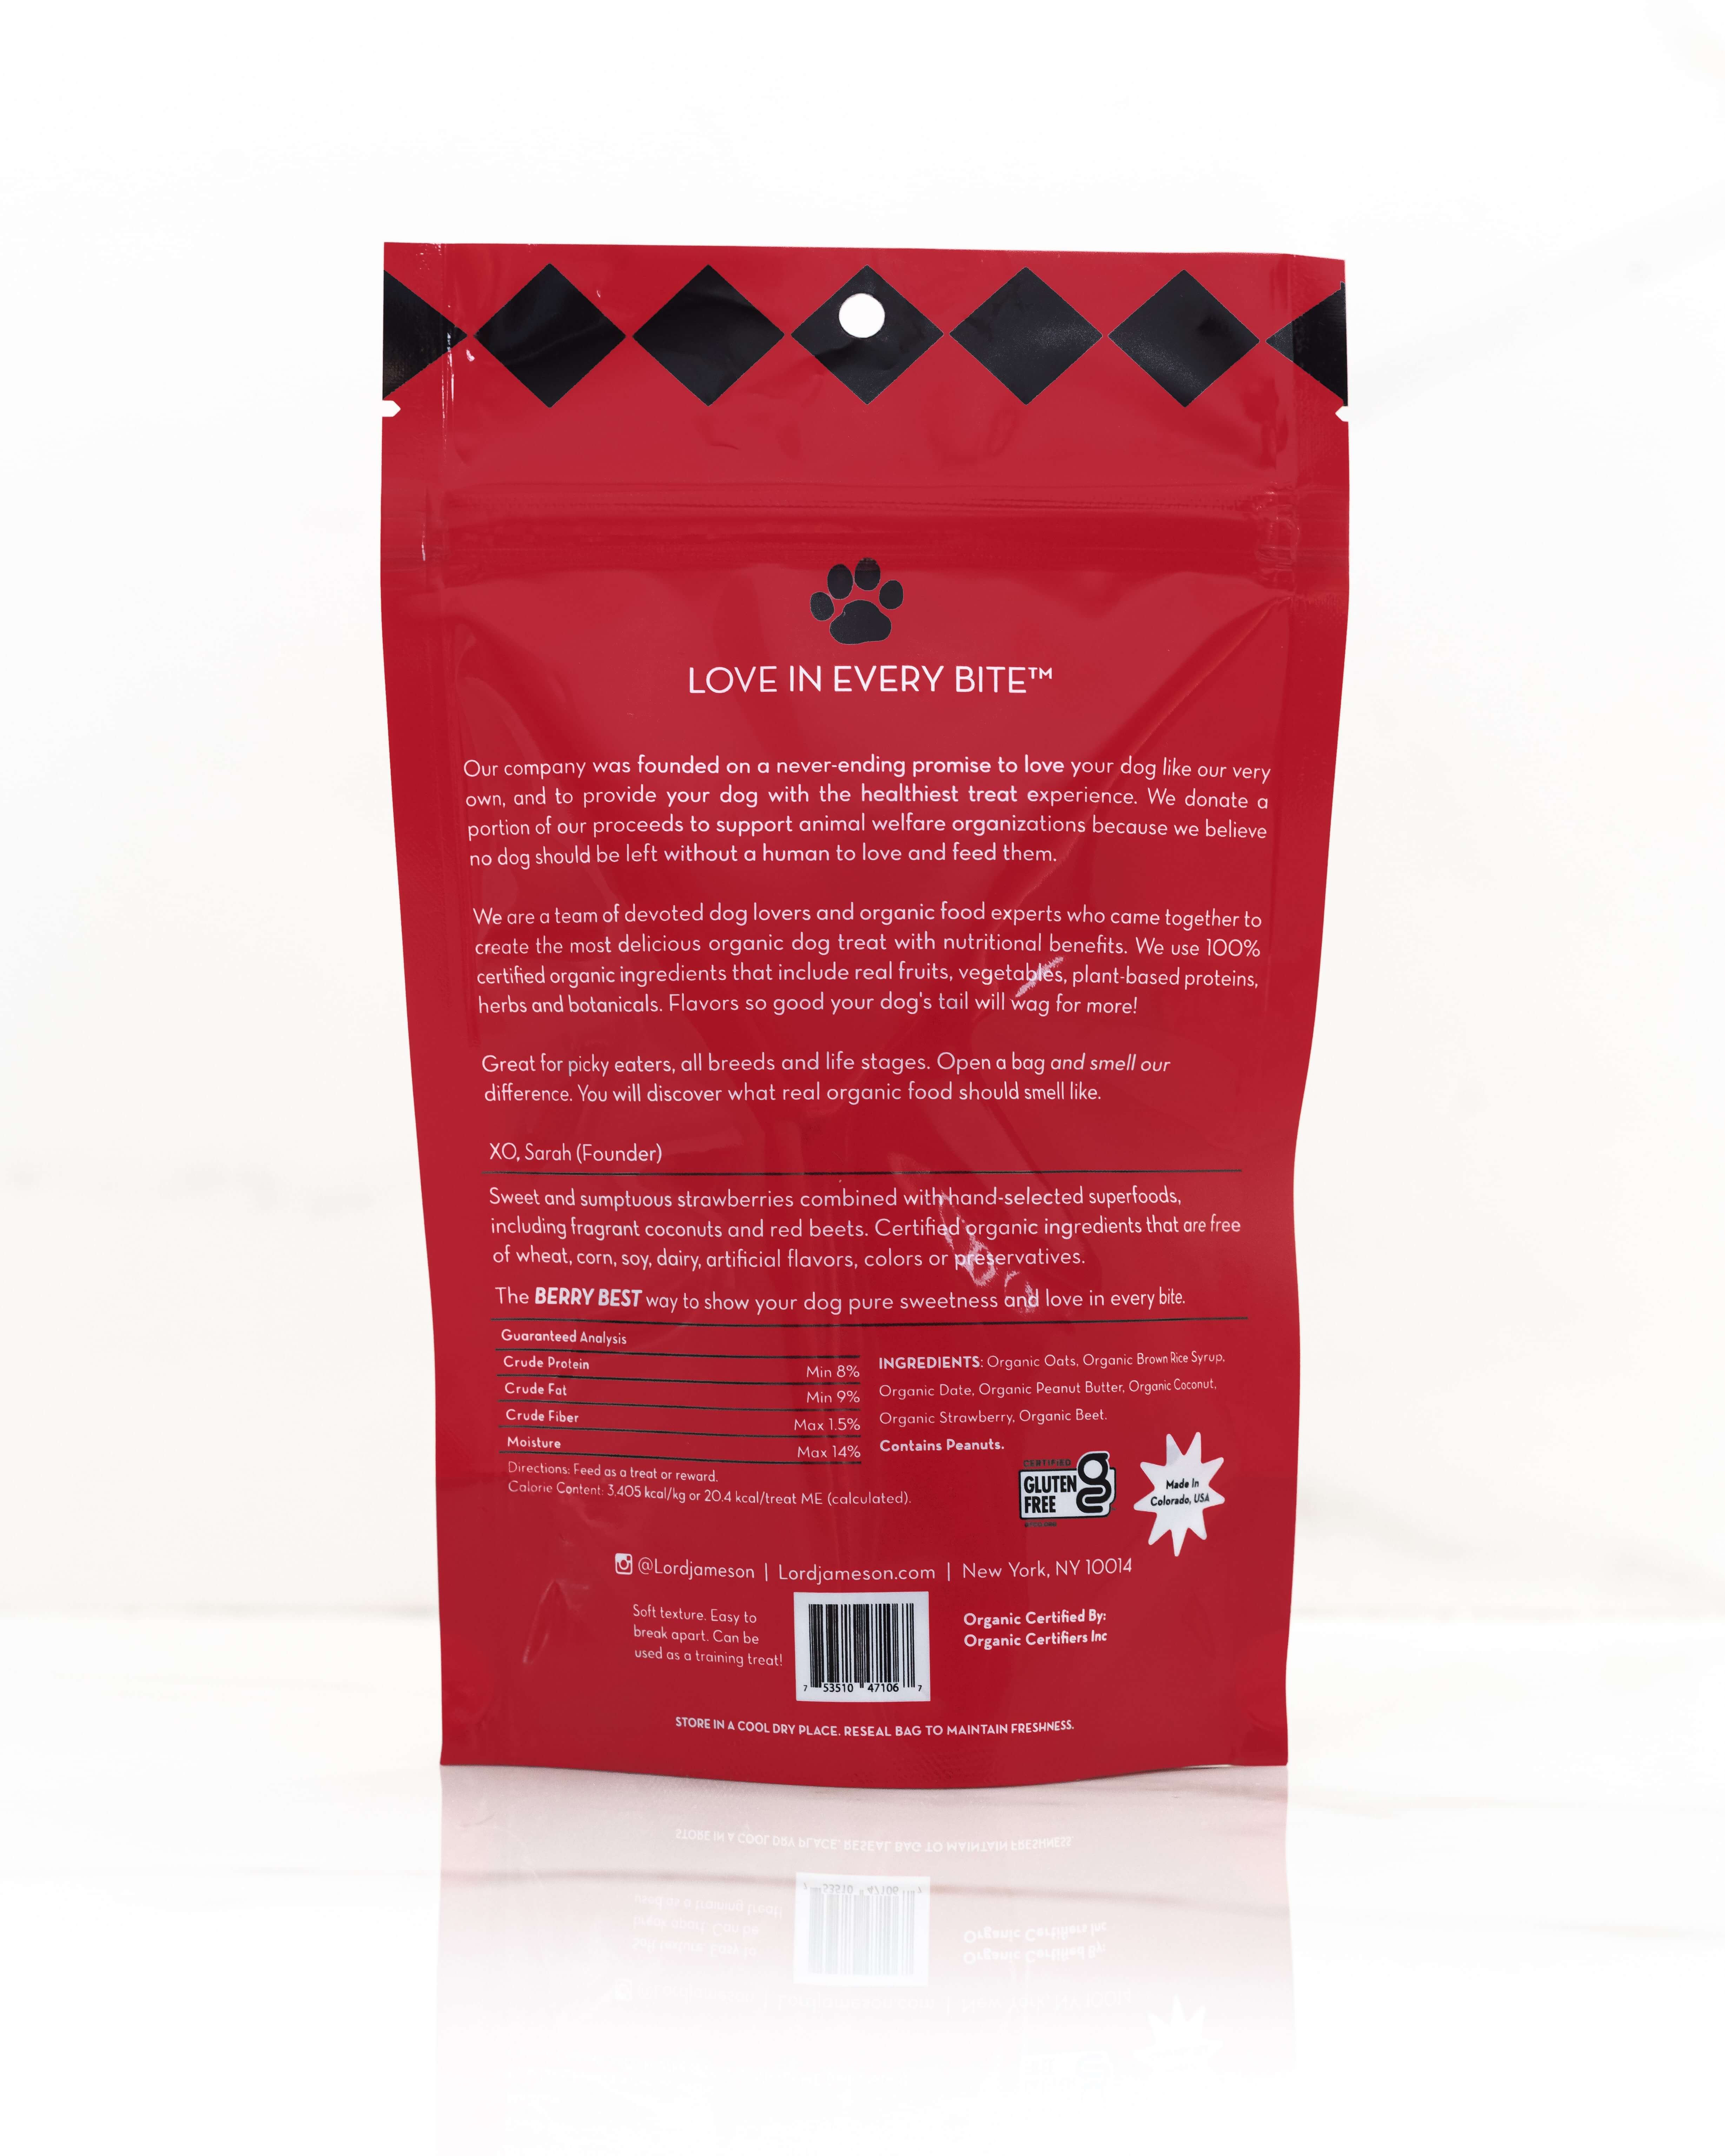 LOVE IN EVERY BITE™
Our company was founded on a never-ending promise to love your dog like our very
own, and to provide your dog with the healthiest treat experience. We donate a
portion of our proceeds to support animal welfare organizations because we believe
no dog should be left without a human to love and feed them.
We are a team of devoted dog lovers and organic food experts who came together to
create the most delicious organic dog treat with nutritional benefits. We use 100%
certified organic ingredients that include real fruits, vegetables, plant-based proteins,
herbs and botanicals. Flavors so good your dog's tail will wag for more!
Great for picky eaters, all breeds and life stages. Open a bag and smell our
difference. You will discover what real organic food should smell like.
XO, Sarah (Founder)
Sweet and sumptuous strawberries combined with hand-selected superfoods,
including fragrant coconuts and red beets. Certified organic ingredients that are free
of wheat, corn, soy, dairy, artificial flavors, colors or preservatives.
The BERRY BEST way to show your dog pure sweetness and love in every bite.
Guaranteed Analysis
Crude Protein Min 8%
Crude Fat Min 9%
Crude Fiber Max 1.5%
Moisture Max 14%
Directions: Feed as a treat or reward.
Calorie Content: 3,405 kcal/kg or 20.4 kcal/treat ME (calculated).
INGREDIENTS: Organic Oats, Organic Brown Rice Syrup,
Organic Date, Organic Peanut Butter, Organic Coconut,
Organic Strawberry, Organic Beet.
Contains Peanuts.
CERTIFIED
GLUTEN
FREE
g
Made In
Colorado, USA
@Lordjameson | Lordjameson.com | New York, NY 10014
Soft texture. Easy to
break apart. Can be
used as a training treat!
7 53510 47106 7
Organic Certified By:
Organic Certifiers Inc
STORE IN A COOL DRY PLACE. RESEAL BAG TO MAINTAIN FRESHNESS.